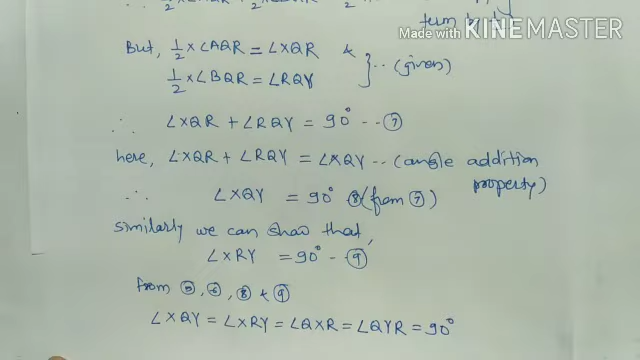 Made with KINEMASTER
But, 1/2 × ∠AQR = ∠XQR &
1/2 × ∠BQR = ∠RQY } -- (given)
∴ ∠XQR + ∠RQY = 90° -- ⑦
here, ∠XQR + ∠RQY = ∠XQY -- (angle addition property)
∴ ∠XQY = 90° ⑧ (from ⑦)
similarly we can show that,
∠XRY = 90° - ⑨
from ⑤, ⑥, ⑧ & ⑨
∠XQY = ∠XRY = ∠QXR = ∠QYR = 90°